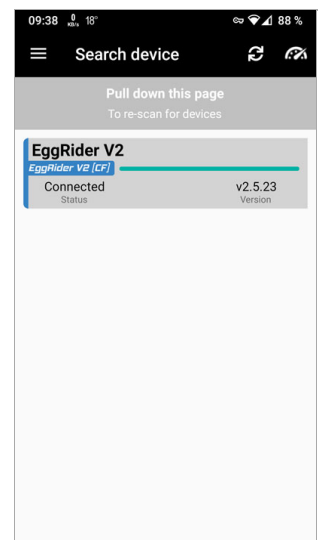 09:38 0 KB/s 18° 88 %
Search device
Pull down this page
To re-scan for devices
EggRider V2
EggRider V2 [CF]
Connected v2.5.23
Status Version